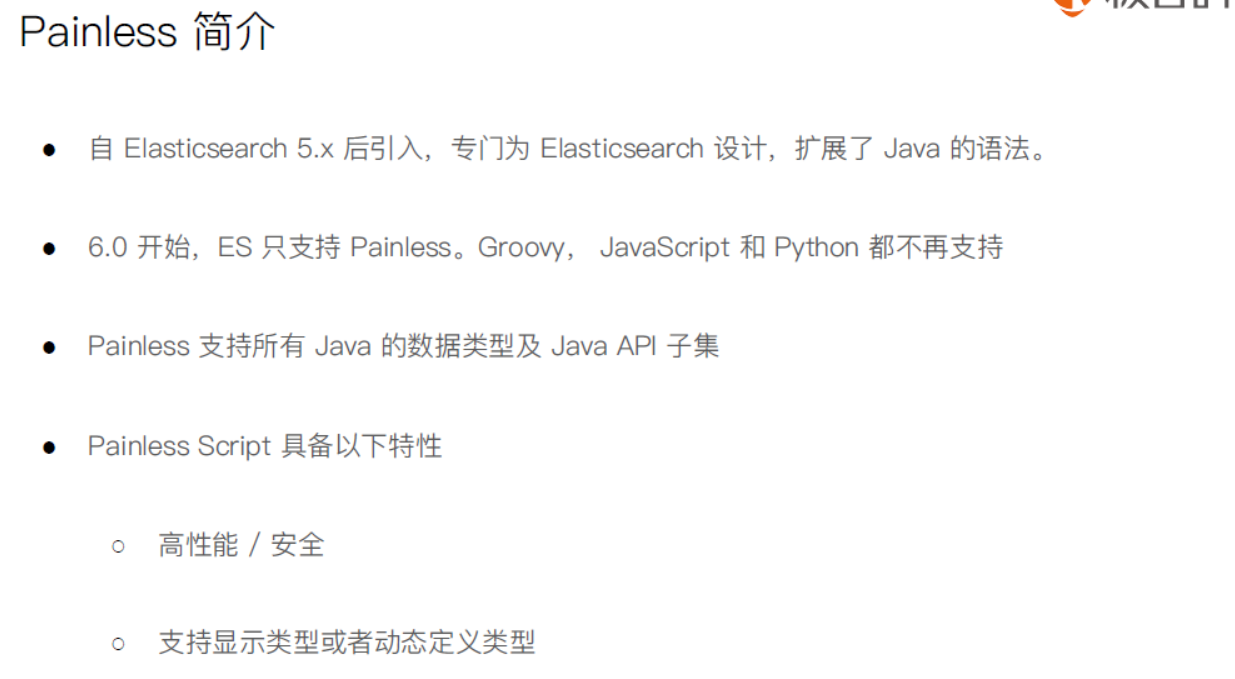 Painless 简介
● 自 Elasticsearch 5.x 后引入，专门为 Elasticsearch 设计，扩展了 Java 的语法。
● 6.0 开始，ES 只支持 Painless。Groovy， JavaScript 和 Python 都不再支持
● Painless 支持所有 Java 的数据类型及 Java API 子集
● Painless Script 具备以下特性
○ 高性能 / 安全
○ 支持显示类型或者动态定义类型